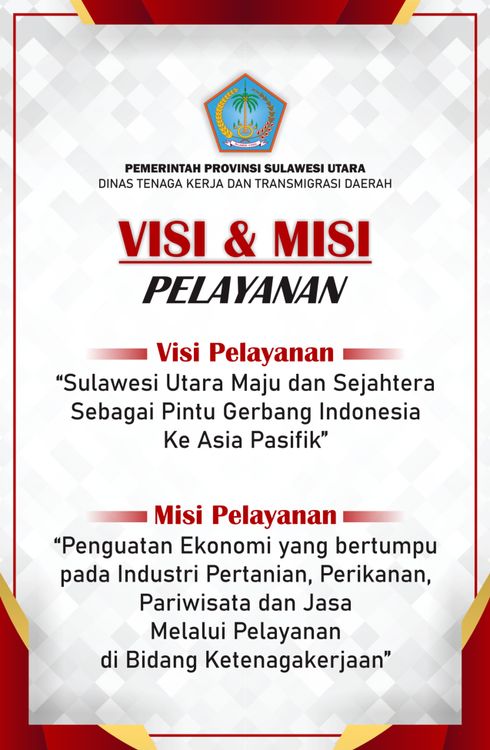 PEMERINTAH PROVINSI SULAWESI UTARA
DINAS TENAGA KERJA DAN TRANSMIGRASI DAERAH
VISI & MISI
PELAYANAN
Visi Pelayanan
“Sulawesi Utara Maju dan Sejahtera
Sebagai Pintu Gerbang Indonesia
Ke Asia Pasifik”
Misi Pelayanan
“Penguatan Ekonomi yang bertumpu
pada Industri Pertanian, Perikanan,
Pariwisata dan Jasa
Melalui Pelayanan
di Bidang Ketenagakerjaan”